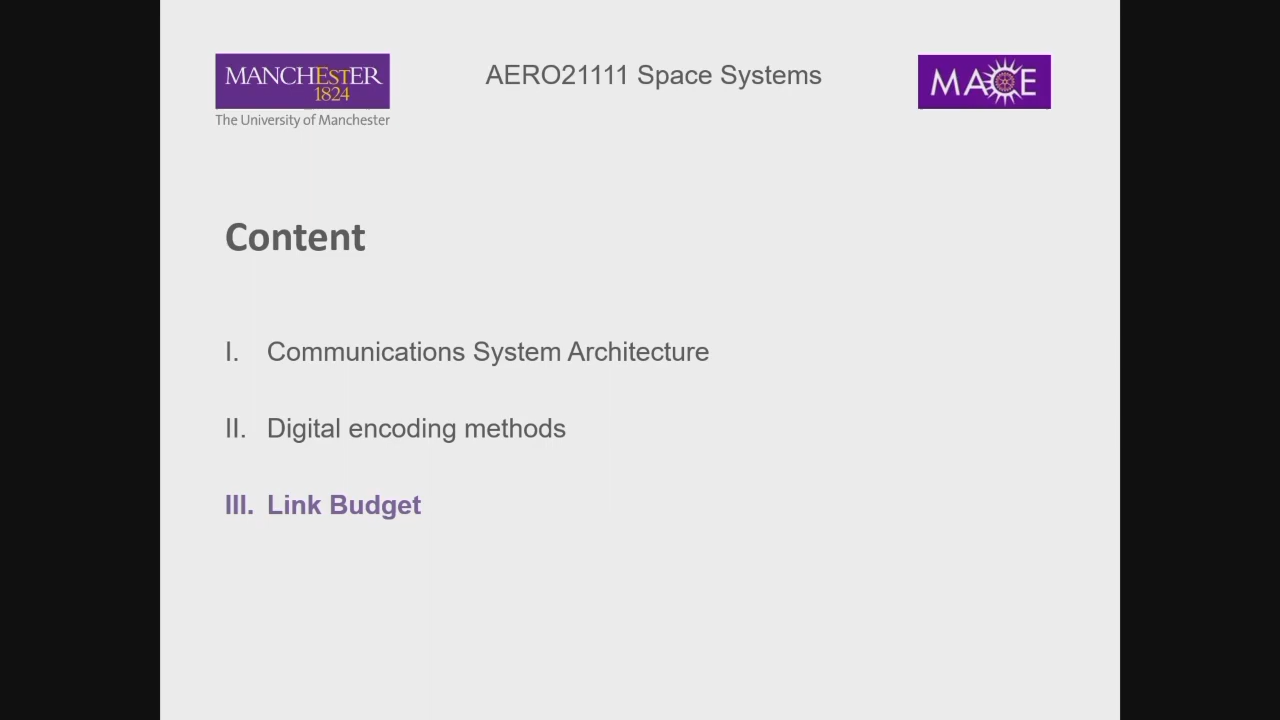 MANCHEsTER
1824
The University of Manchester
AERO21111 Space Systems
MACE
Content
I. Communications System Architecture
II. Digital encoding methods
III. Link Budget